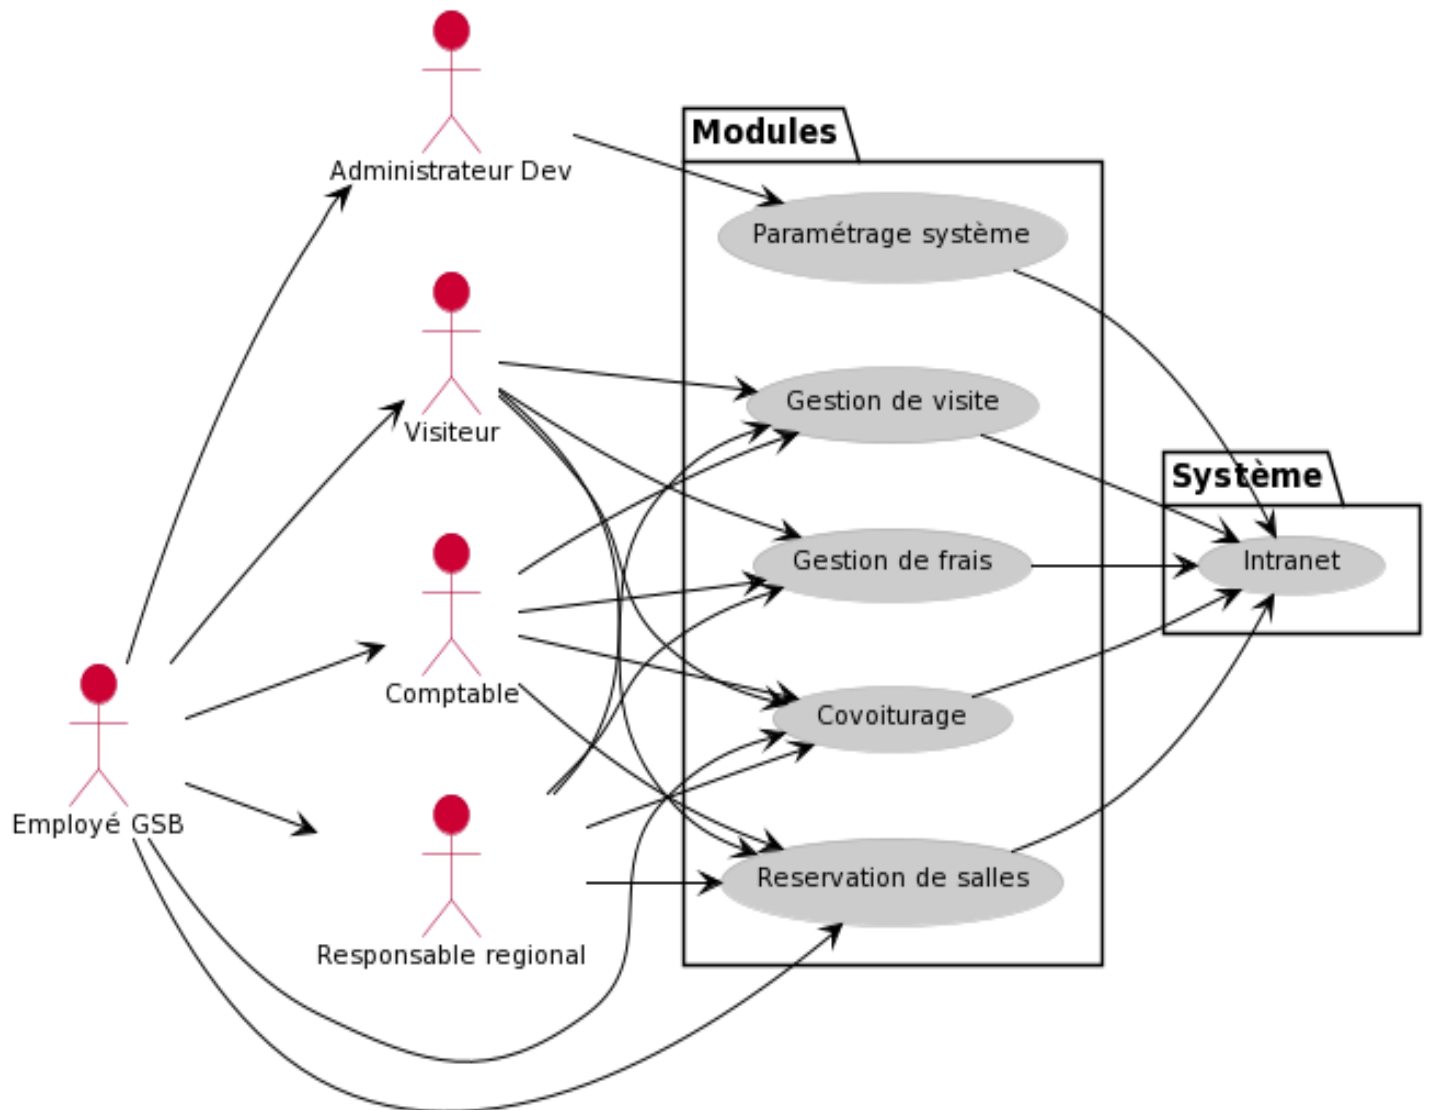 Administrateur Dev
Modules
Paramétrage système
Visiteur
Gestion de visite
Système
Gestion de frais
Intranet
Comptable
Covoiturage
Employé GSB
Reservation de salles
Responsable regional